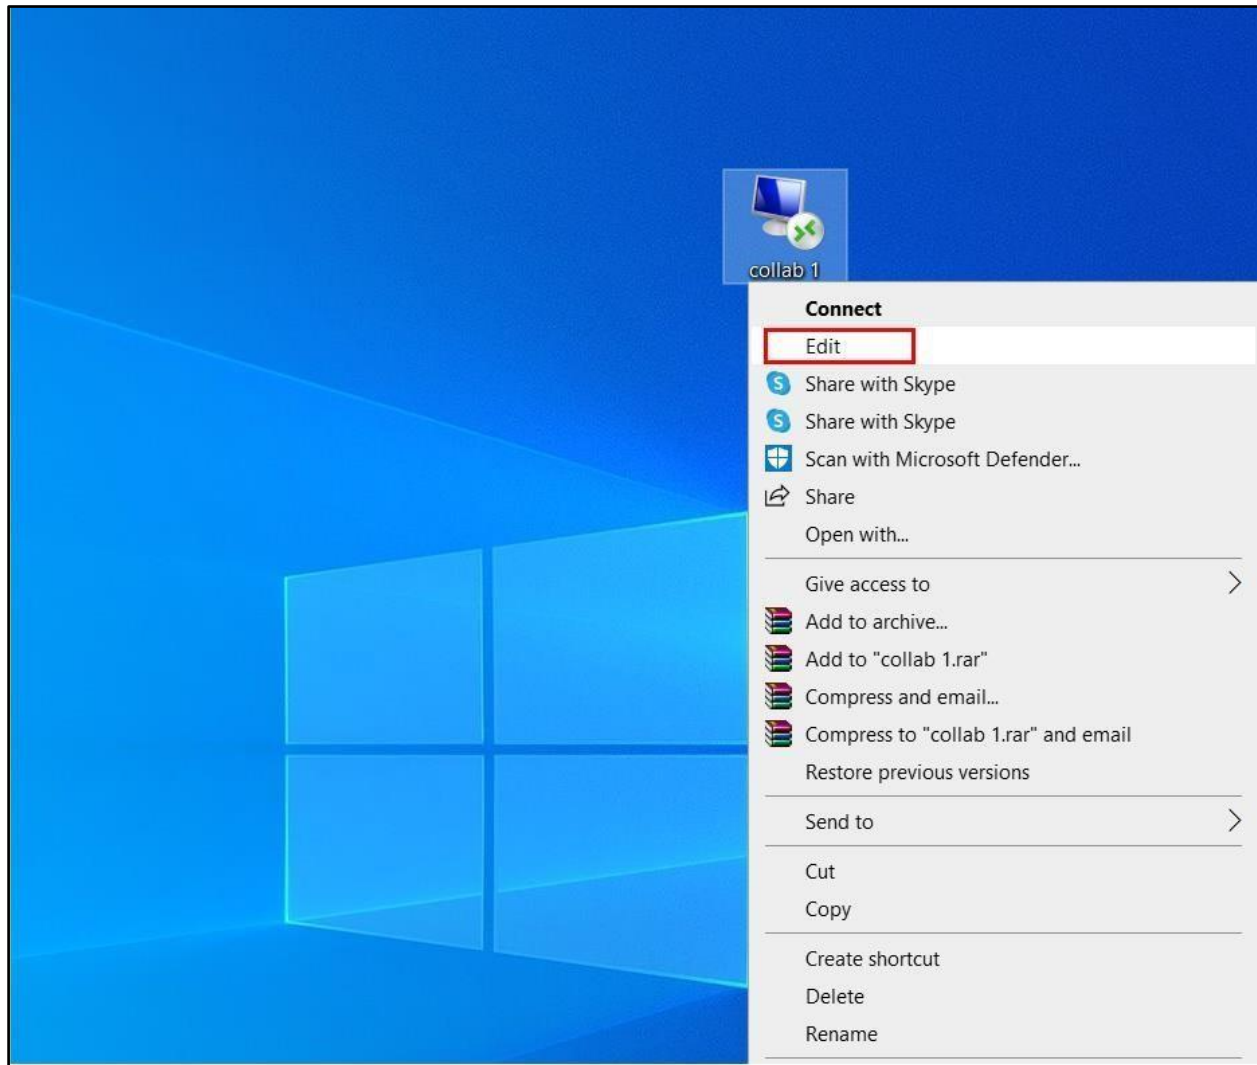 collab 1
Connect
Edit
Share with Skype
Share with Skype
Scan with Microsoft Defender...
Share
Open with...
Give access to
Add to archive...
Add to "collab 1.rar"
Compress and email...
Compress to "collab 1.rar" and email
Restore previous versions
Send to
Cut
Copy
Create shortcut
Delete
Rename